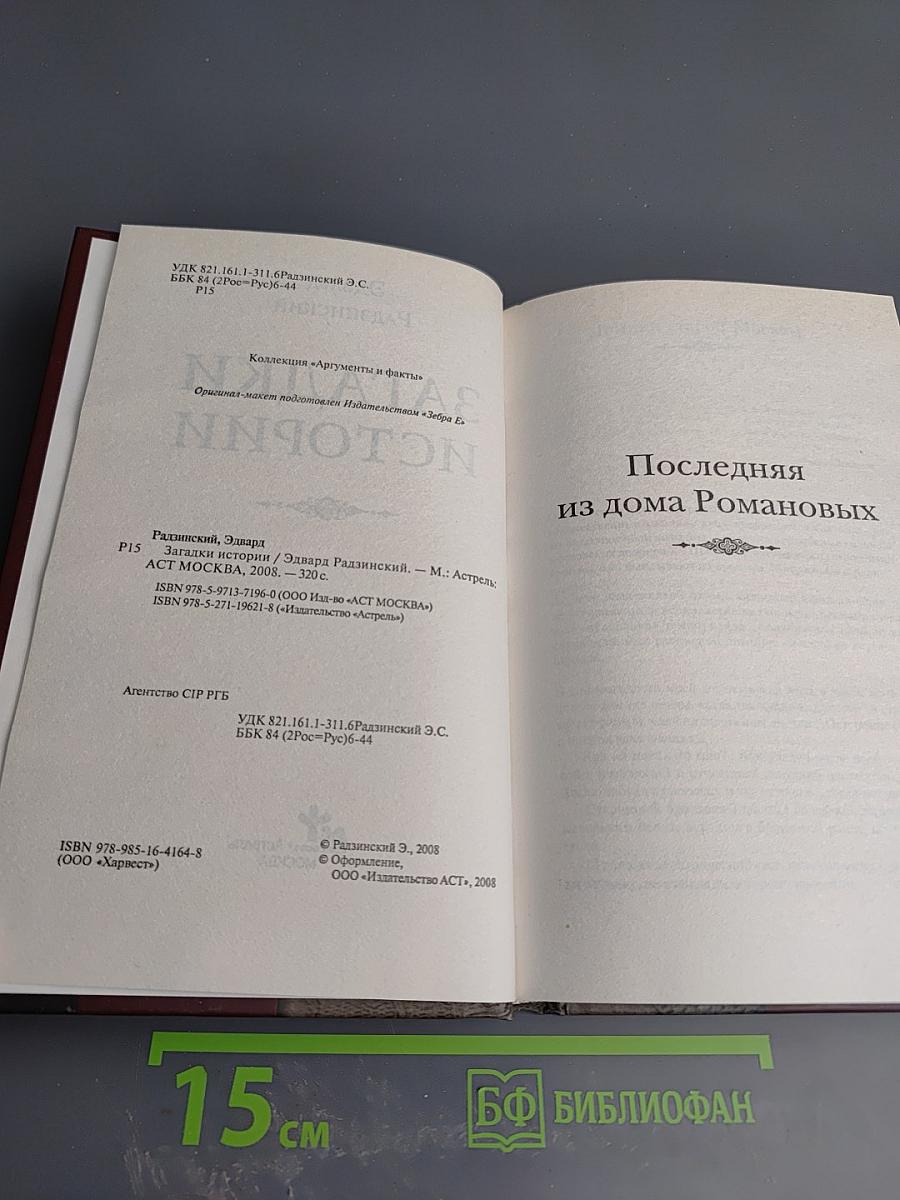 УДК 821.161.1-311.6Радзинский Э.С.
ББК 84 (2Рос=Рус)6-44
Р15
Коллекция «Аргументы и факты»
Оригинал-макет подготовлен Издательством «Зебра Е»
Радзинский, Эдвард
Р15 Загадки истории / Эдвард Радзинский. — М.: Астрель:
АСТ МОСКВА, 2008. — 320 с.
ISBN 978-5-9713-7196-0 (ООО Изд-во «АСТ МОСКВА»)
ISBN 978-5-271-19621-8 («Издательство «Астрель»)
Агентство CIP РГБ
УДК 821.161.1-311.6Радзинский Э.С.
ББК 84 (2Рос=Рус)6-44
ISBN 978-985-16-4164-8
(ООО «Харвест»)
© Радзинский Э., 2008
© Оформление,
ООО «Издательство АСТ», 2008
Последняя
из дома Романовых
15 см
БФ БИБЛИОФАН